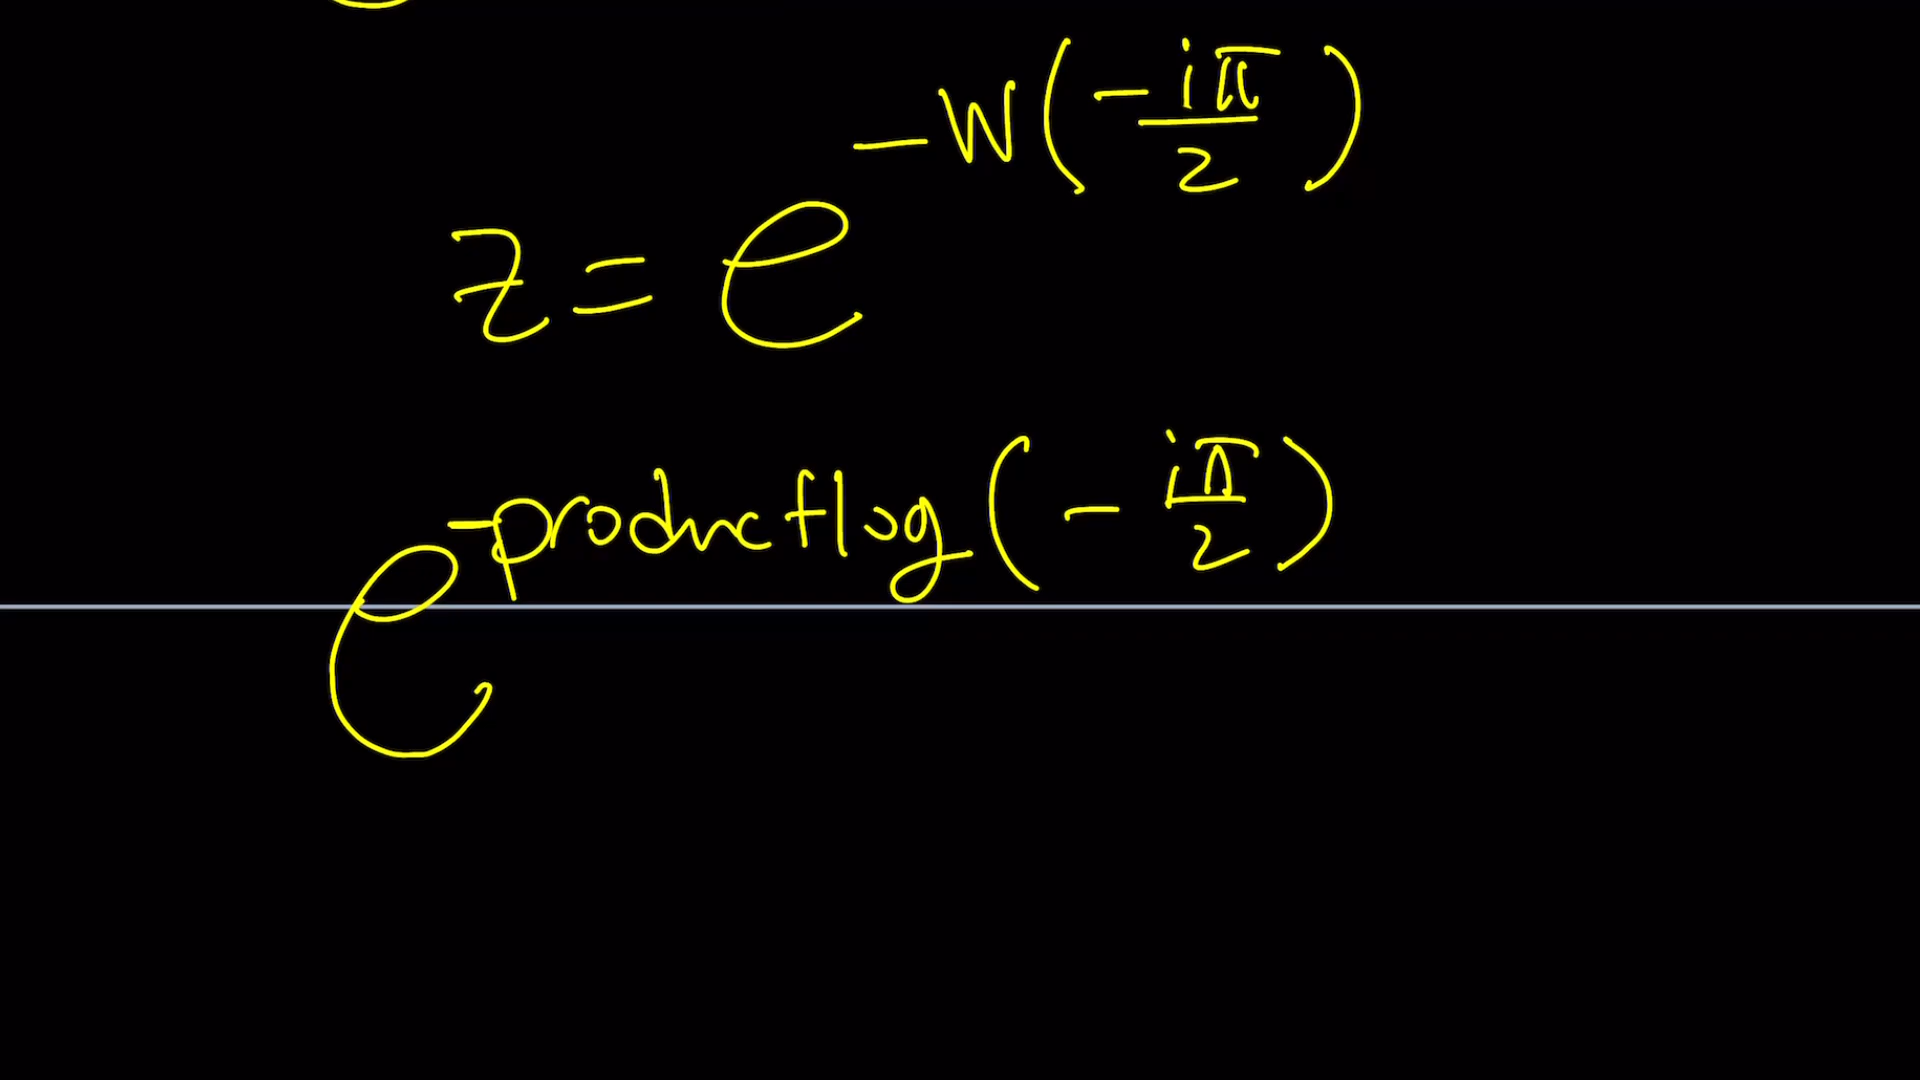 z = e^{-W(-iπ/2)}
e^{-productlog(-iπ/2)}